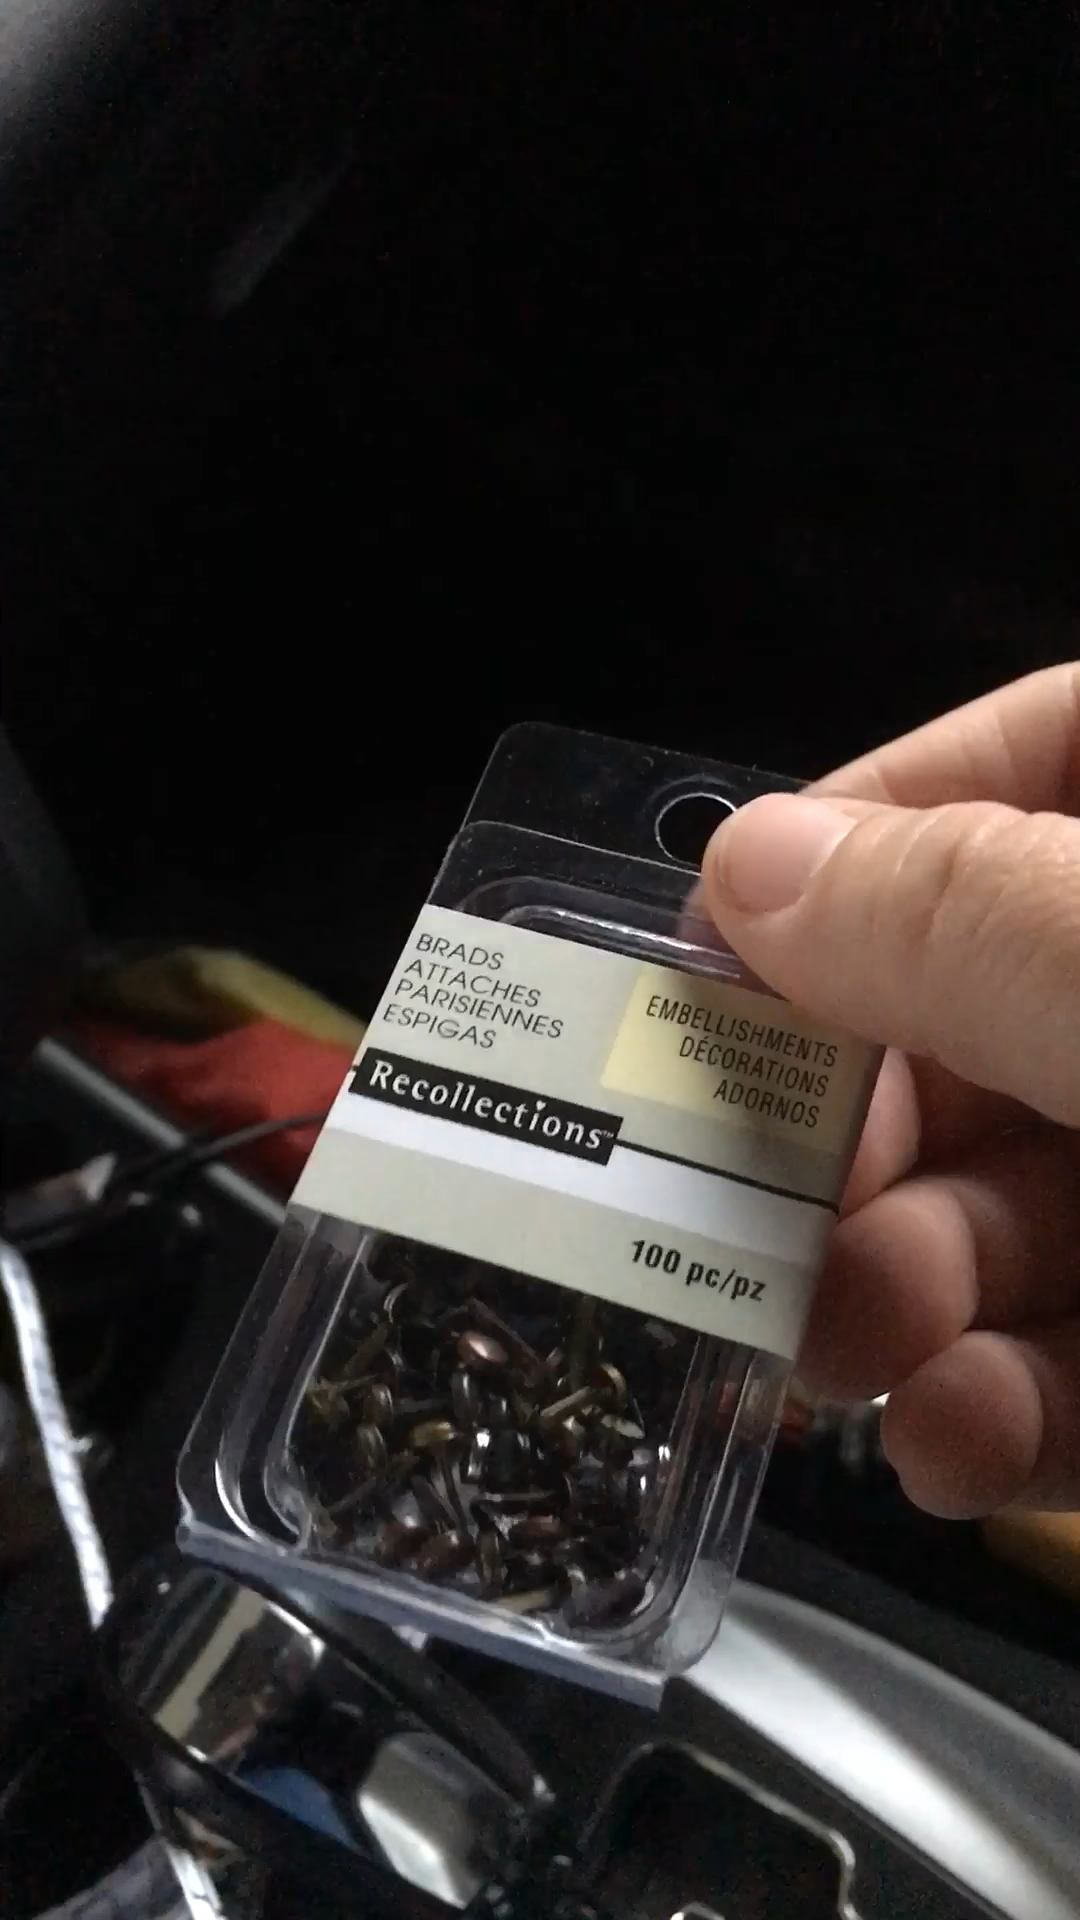 BRADS
ATTACHES
PARISIENNES
ESPIGAS
EMBELLISHMENTS
DÉCORATIONS
ADORNOS
Recollections™
100 pc/pz